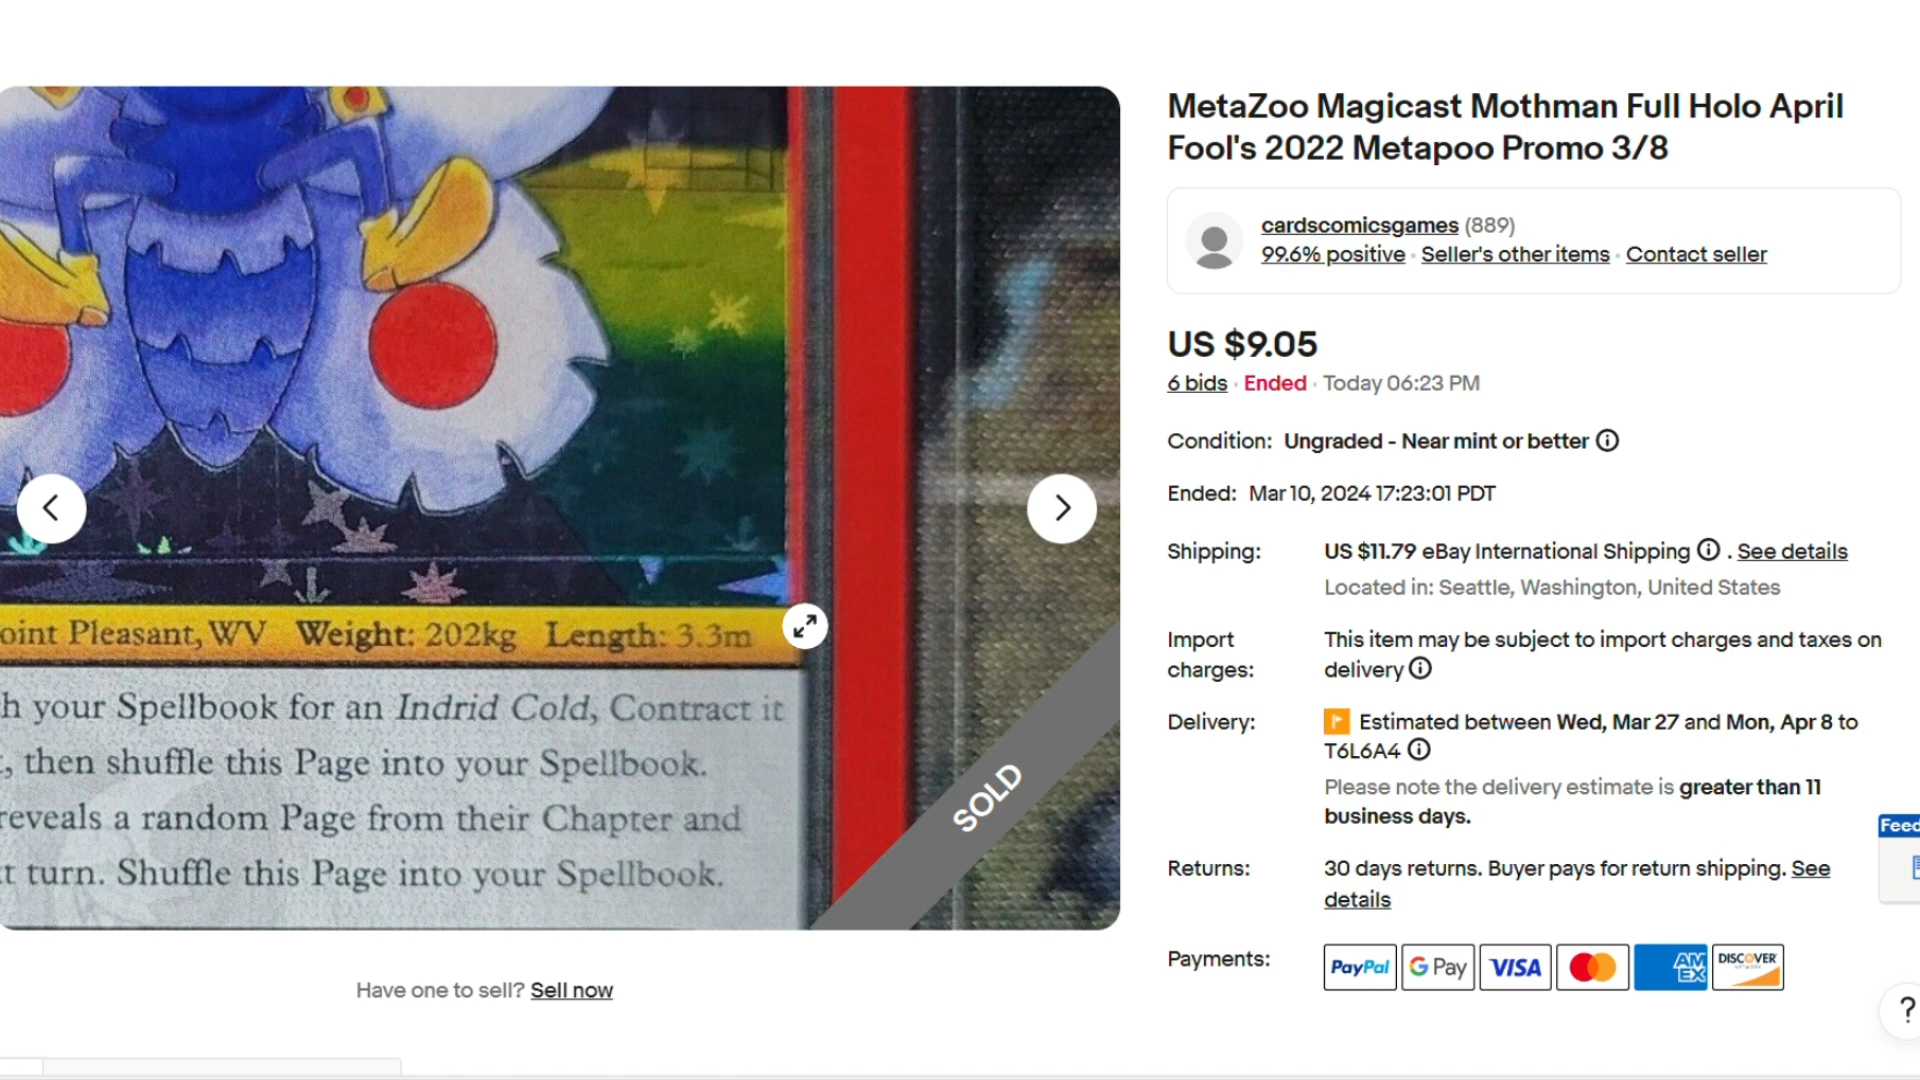 oint Pleasant, WV Weight: 202kg Length: 3.3m
h your Spellbook for an Indrid Cold, Contract it
, then shuffle this Page into your Spellbook.
reveals a random Page from their Chapter and
t turn. Shuffle this Page into your Spellbook.
SOLD
Have one to sell? Sell now
MetaZoo Magicast Mothman Full Holo April
Fool's 2022 Metapoo Promo 3/8
cardscomicsgames (889)
99.6% positive · Seller's other items · Contact seller
US $9.05
6 bids · Ended · Today 06:23 PM
Condition: Ungraded - Near mint or better
Ended: Mar 10, 2024 17:23:01 PDT
Shipping: US $11.79 eBay International Shipping . See details
Located in: Seattle, Washington, United States
Import charges: This item may be subject to import charges and taxes on
delivery
Delivery: Estimated between Wed, Mar 27 and Mon, Apr 8 to
T6L6A4
Please note the delivery estimate is greater than 11
business days.
Returns: 30 days returns. Buyer pays for return shipping. See
details
Payments: PayPal G Pay VISA AM EX DISCOVER
Feed
?